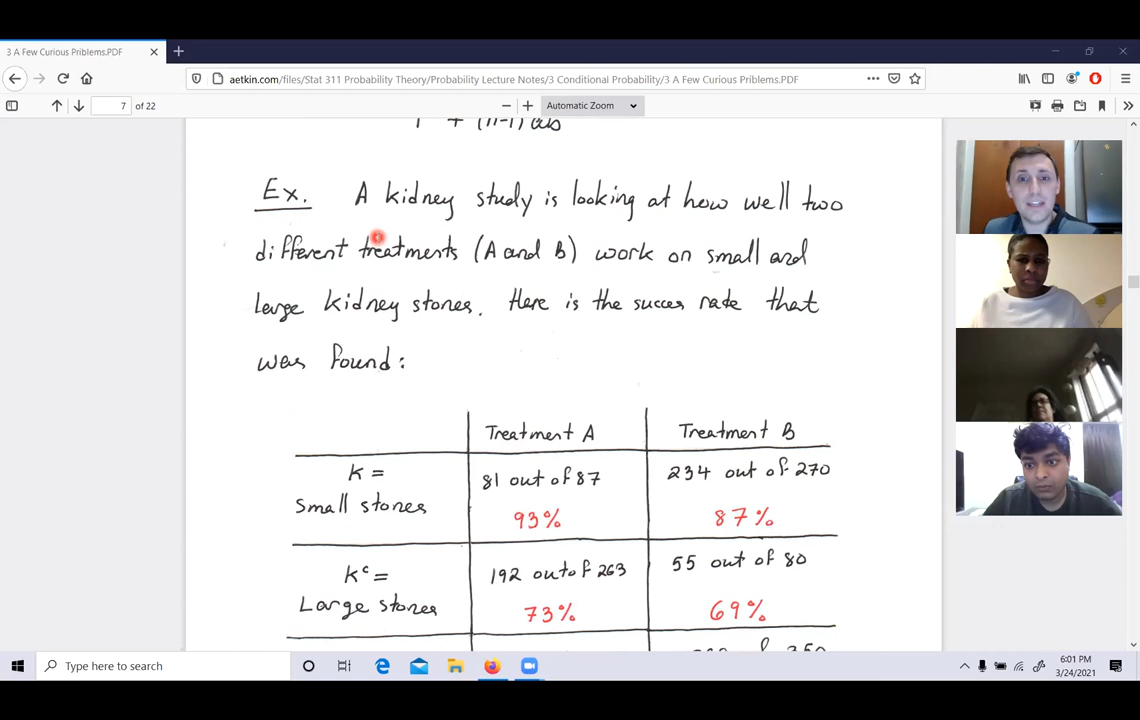 3 A Few Curious Priblems.PDF
aetkin.com/files/Stat 311 Probability Theory/Probability Lecture Notes/3 Conditional Probability/3 A Few Curious Priblems.PDF
7 of 22
Automatic Zoom
Ex. A kidney study is looking at how well two
different treatments (A and B) work on small and
large kidney stones. Here is the succes rate that
was found:
Treatment A Treatment B
K = 81 out of 87 234 out of 270
Small stones 93% 87%
Kᶜ = 192 out of 263 55 out of 80
Large stones 73% 69%
Type here to search
6:01 PM
3/24/2021